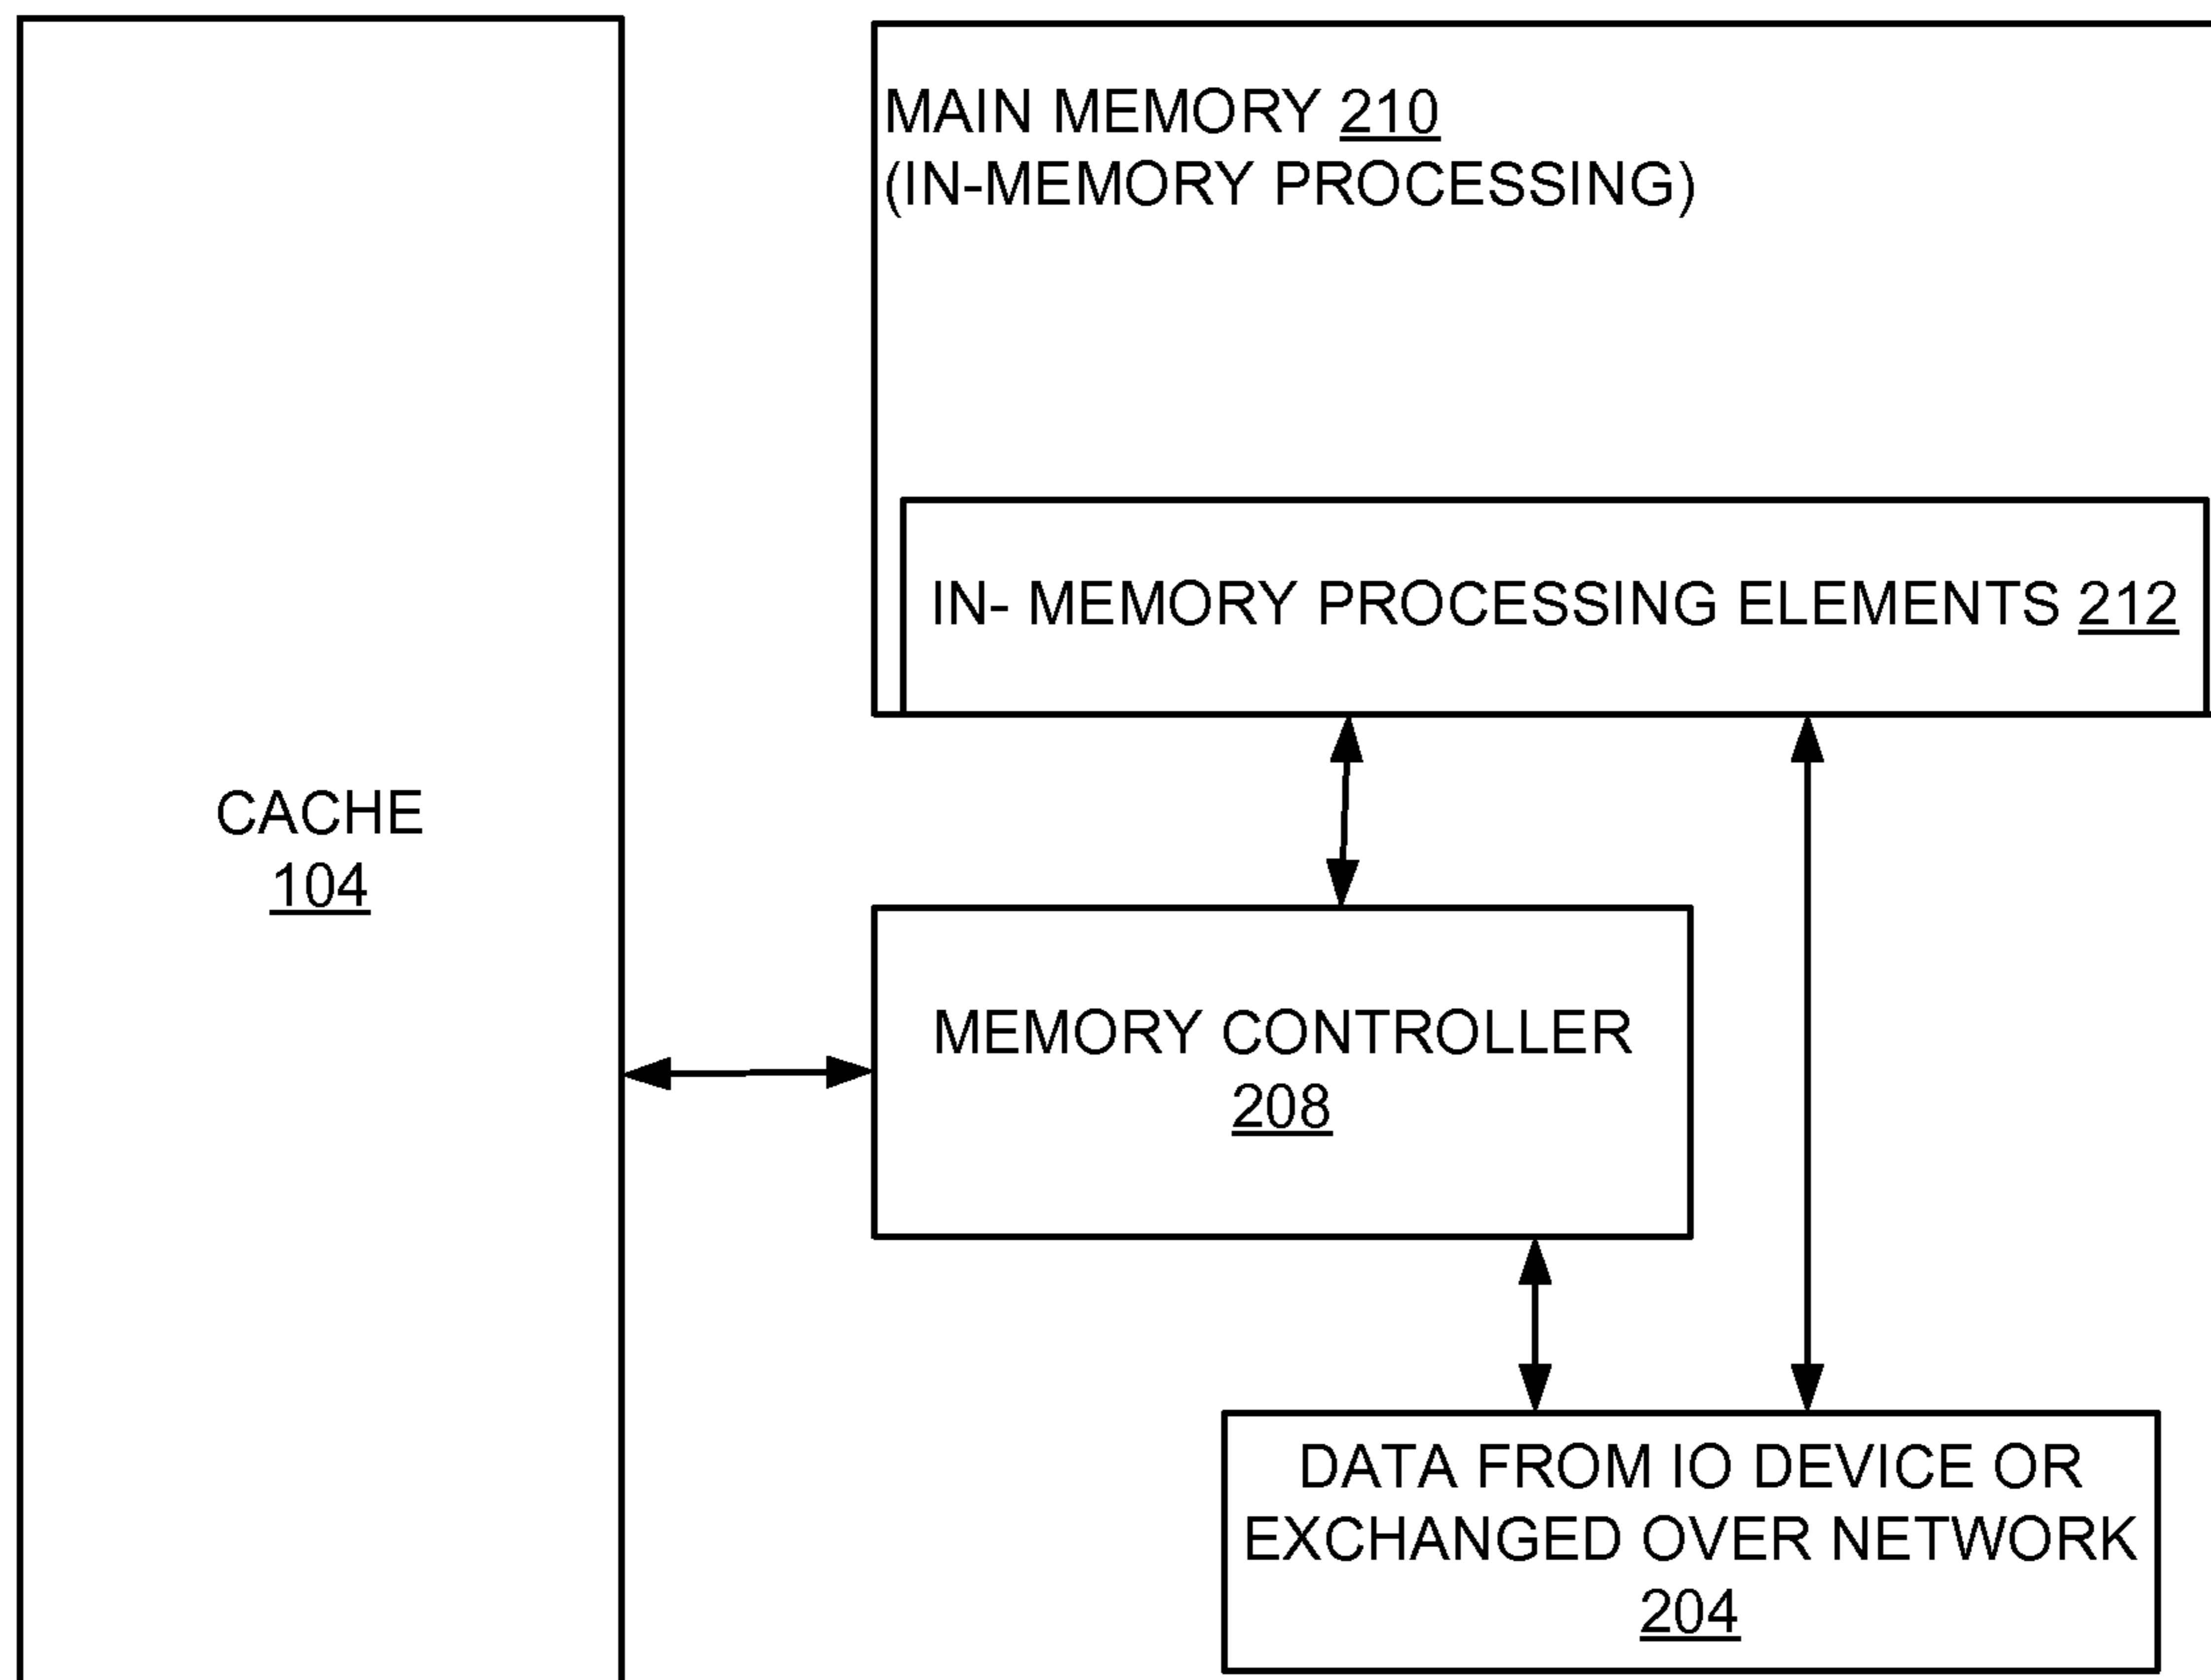 MAIN MEMORY 210
(IN-MEMORY PROCESSING)
IN- MEMORY PROCESSING ELEMENTS 212
CACHE
104
MEMORY CONTROLLER
208
DATA FROM IO DEVICE OR
EXCHANGED OVER NETWORK
204